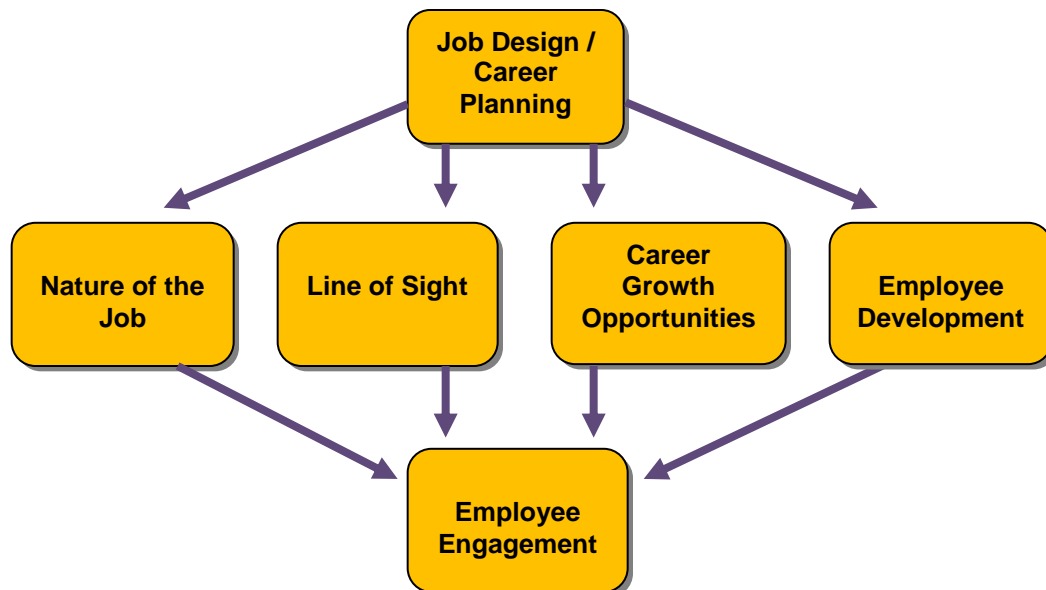 Job Design /
Career
Planning
Nature of the
Job
Line of Sight
Career
Growth
Opportunities
Employee
Development
Employee
Engagement